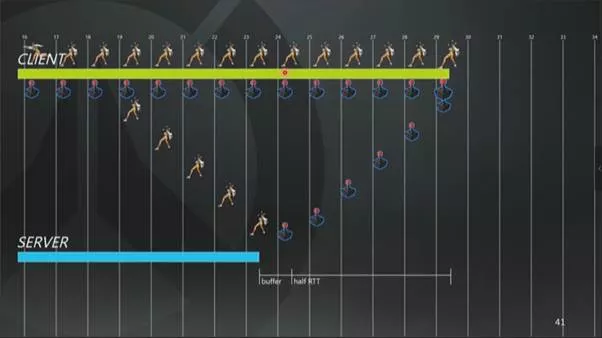 16 17 18 19 20 21 22 23 24 25 26 27 28 29 30 31 32 33 34
CLIENT
SERVER
buffer half RTT
41